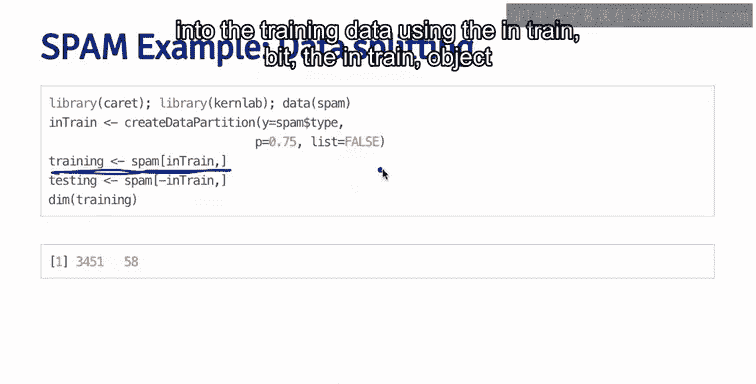 into the training data using the in train,
bit, the in train, object
SPAM Example: Data splitting
library(caret); library(kernlab); data(spam)
inTrain <- createDataPartition(y=spam$type,
p=0.75, list=FALSE)
training <- spam[inTrain,]
testing <- spam[-inTrain,]
dim(training)
[1] 3451 58